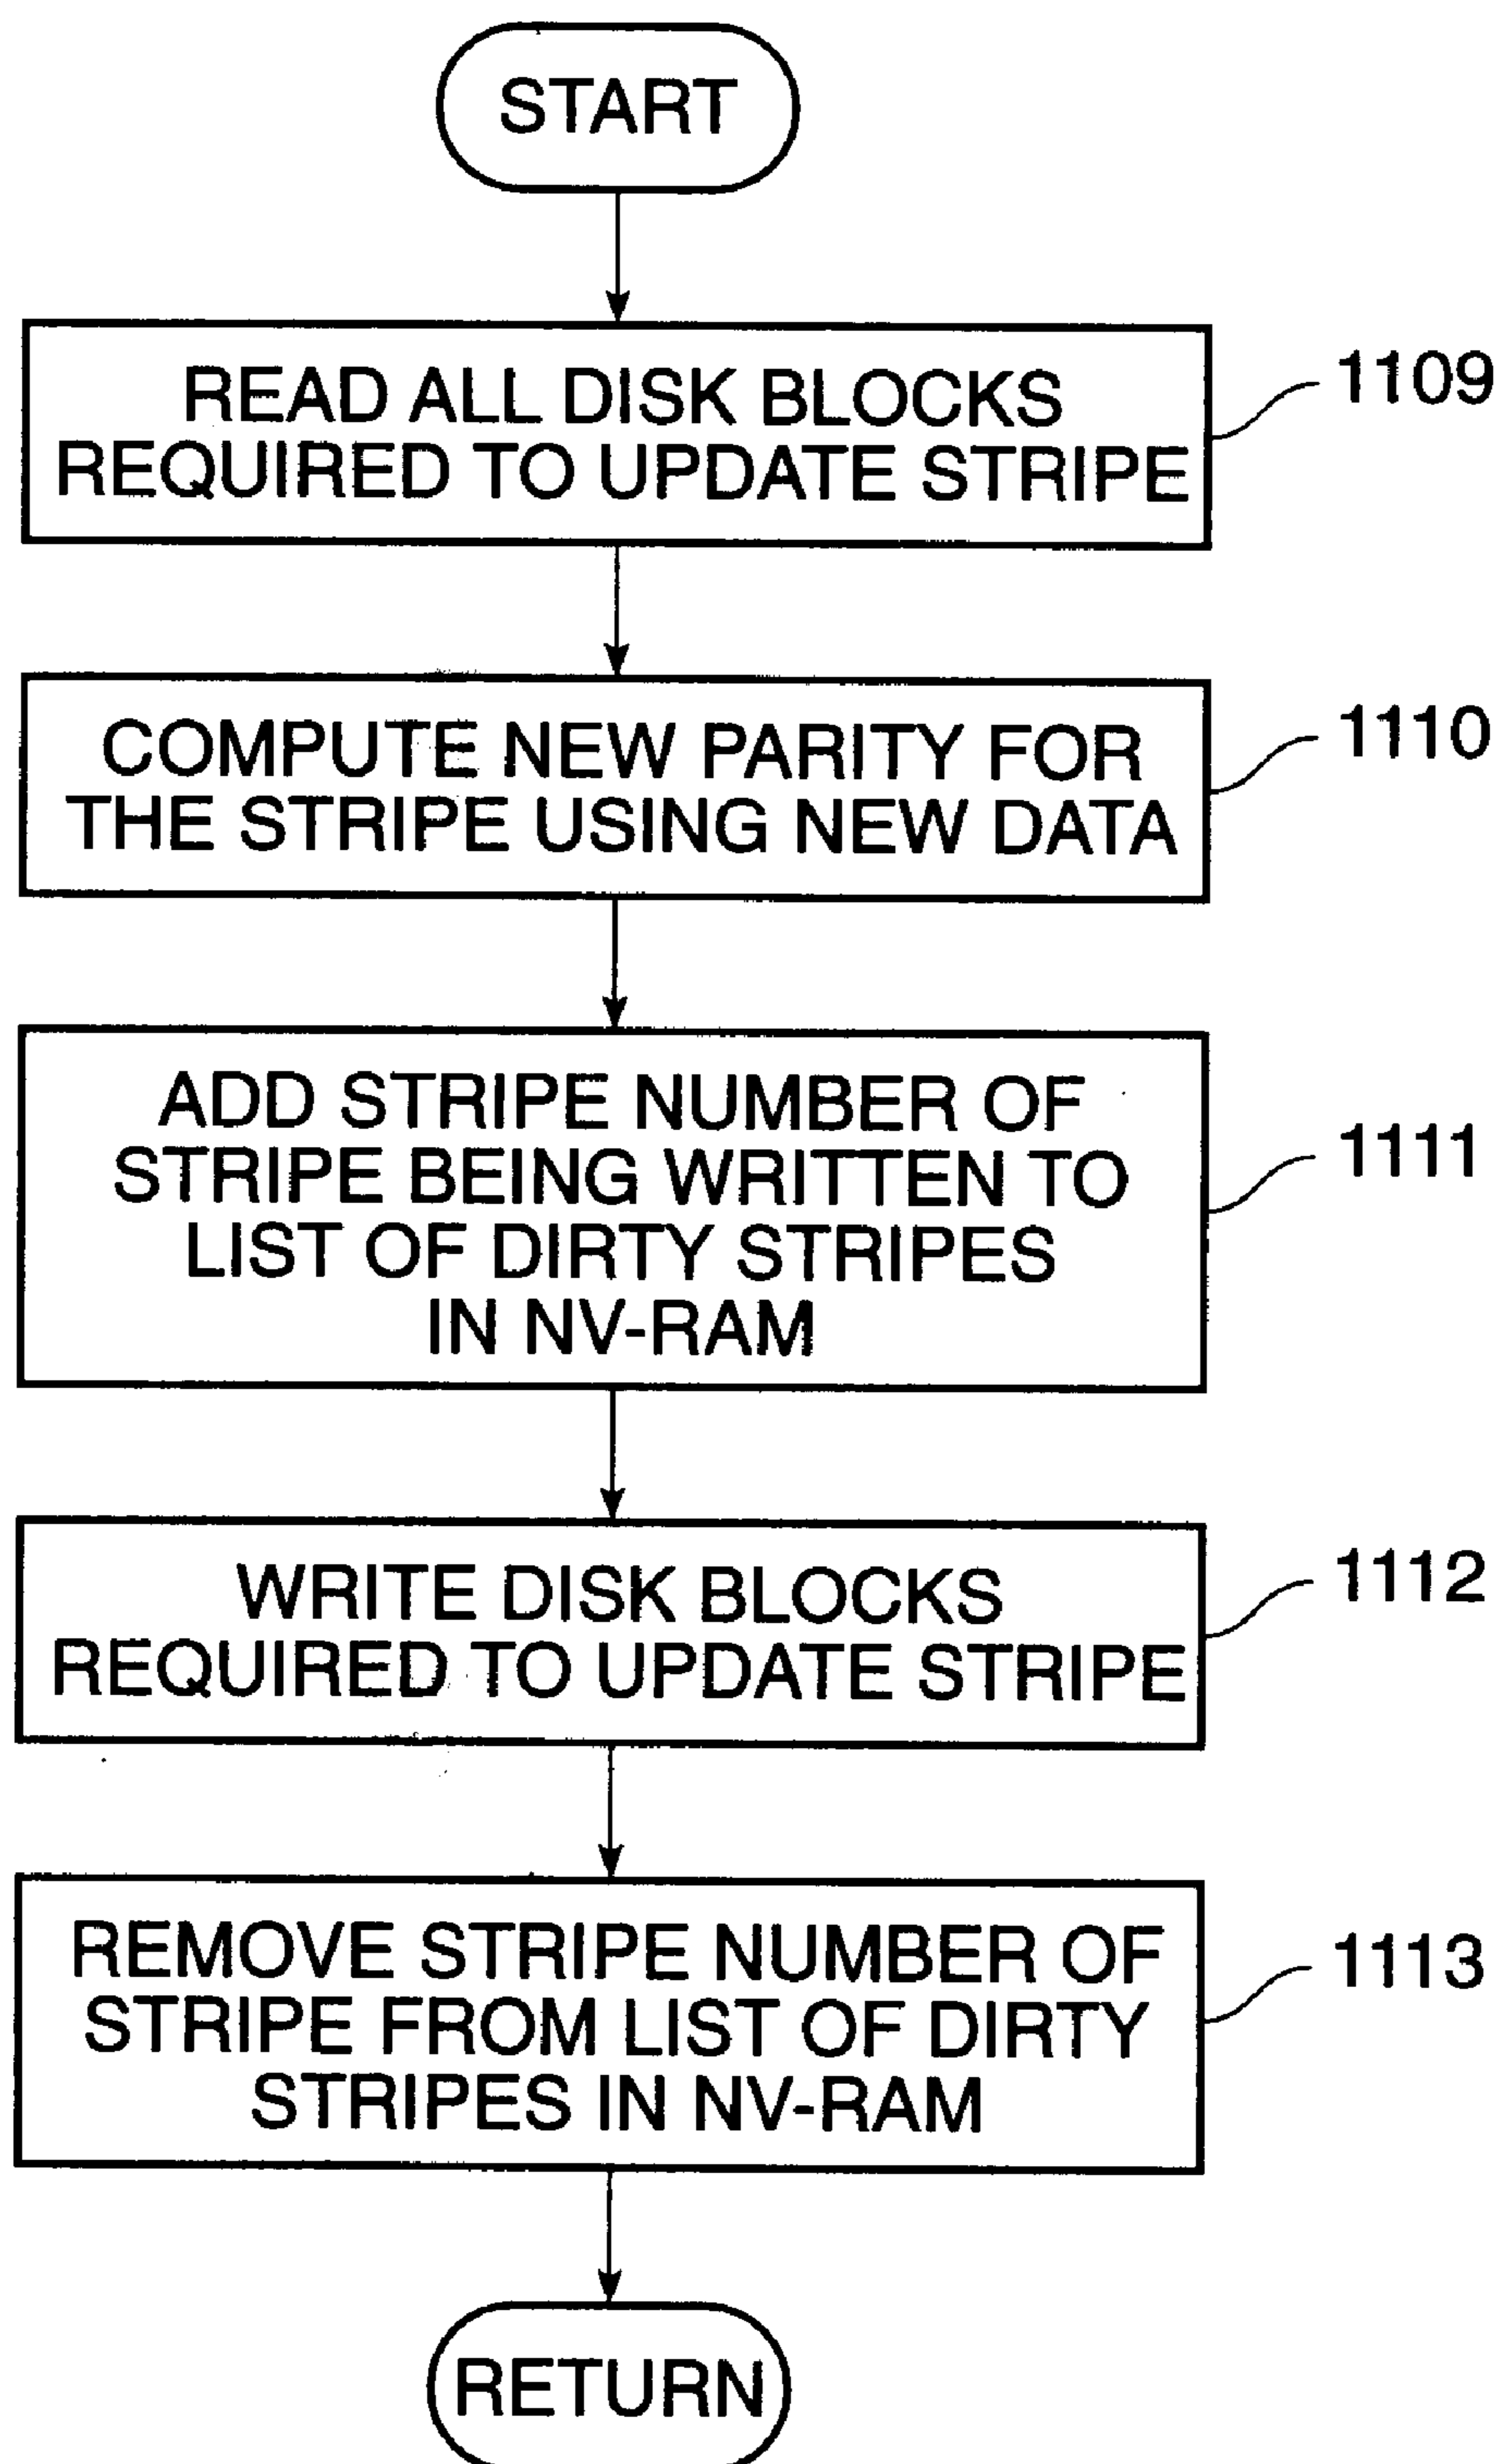 START
READ ALL DISK BLOCKS
REQUIRED TO UPDATE STRIPE
1109
COMPUTE NEW PARITY FOR
THE STRIPE USING NEW DATA
1110
ADD STRIPE NUMBER OF
STRIPE BEING WRITTEN TO
LIST OF DIRTY STRIPES
IN NV-RAM
1111
WRITE DISK BLOCKS
REQUIRED TO UPDATE STRIPE
1112
REMOVE STRIPE NUMBER OF
STRIPE FROM LIST OF DIRTY
STRIPES IN NV-RAM
1113
RETURN